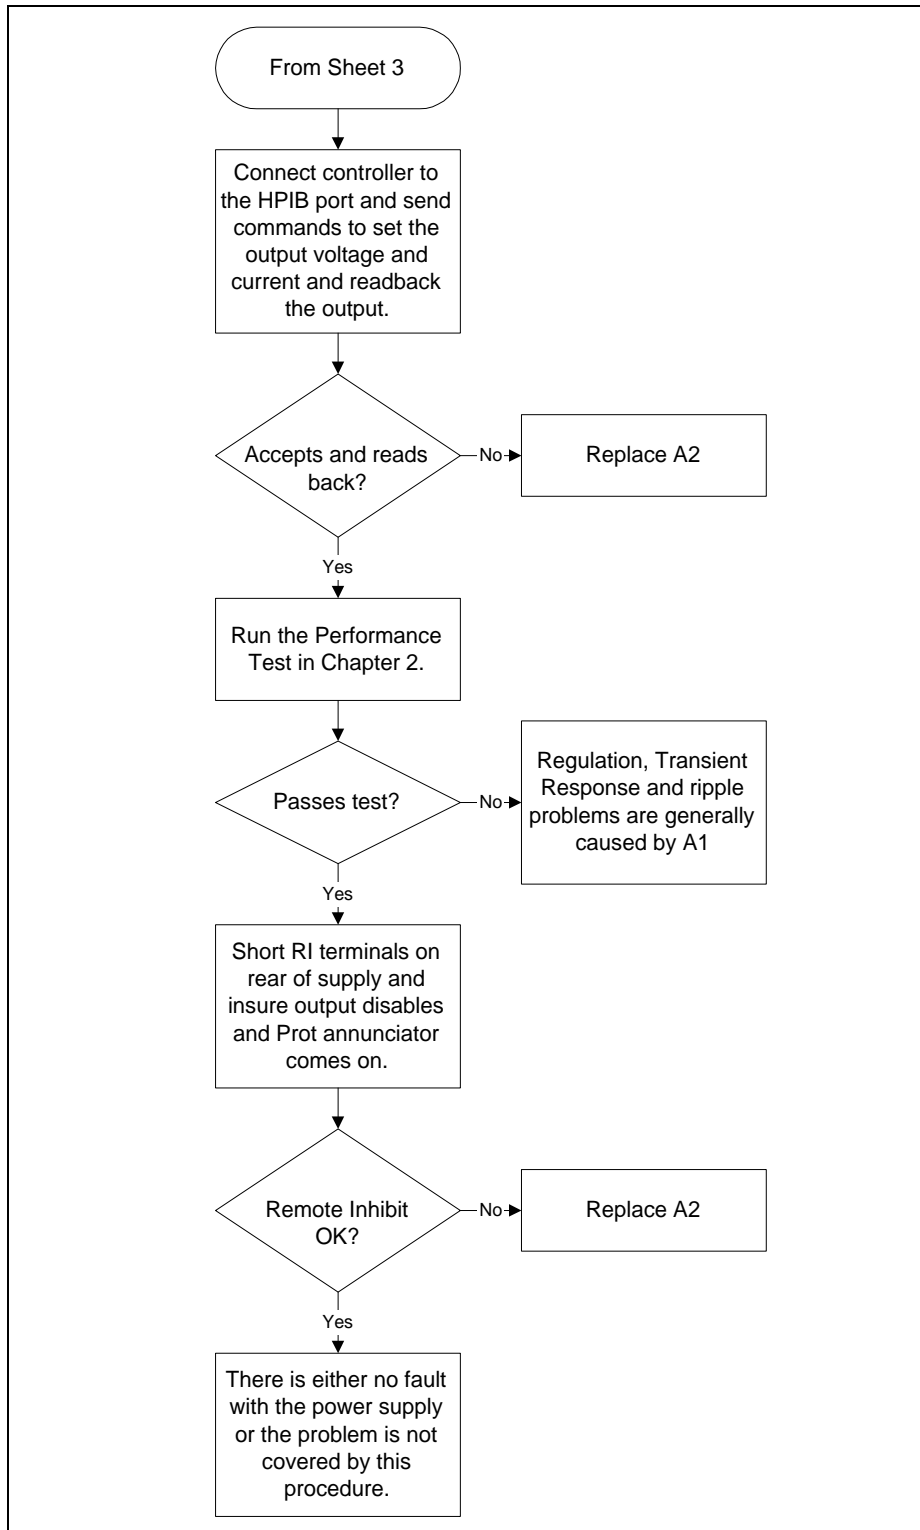 From Sheet 3
Connect controller to
the HPIB port and send
commands to set the
output voltage and
current and readback
the output.
Accepts and reads
back?
No
Replace A2
Yes
Run the Performance
Test in Chapter 2.
Passes test?
No
Regulation, Transient
Response and ripple
problems are generally
caused by A1
Yes
Short RI terminals on
rear of supply and
insure output disables
and Prot annunciator
comes on.
Remote Inhibit
OK?
No
Replace A2
Yes
There is either no fault
with the power supply
or the problem is not
covered by this
procedure.